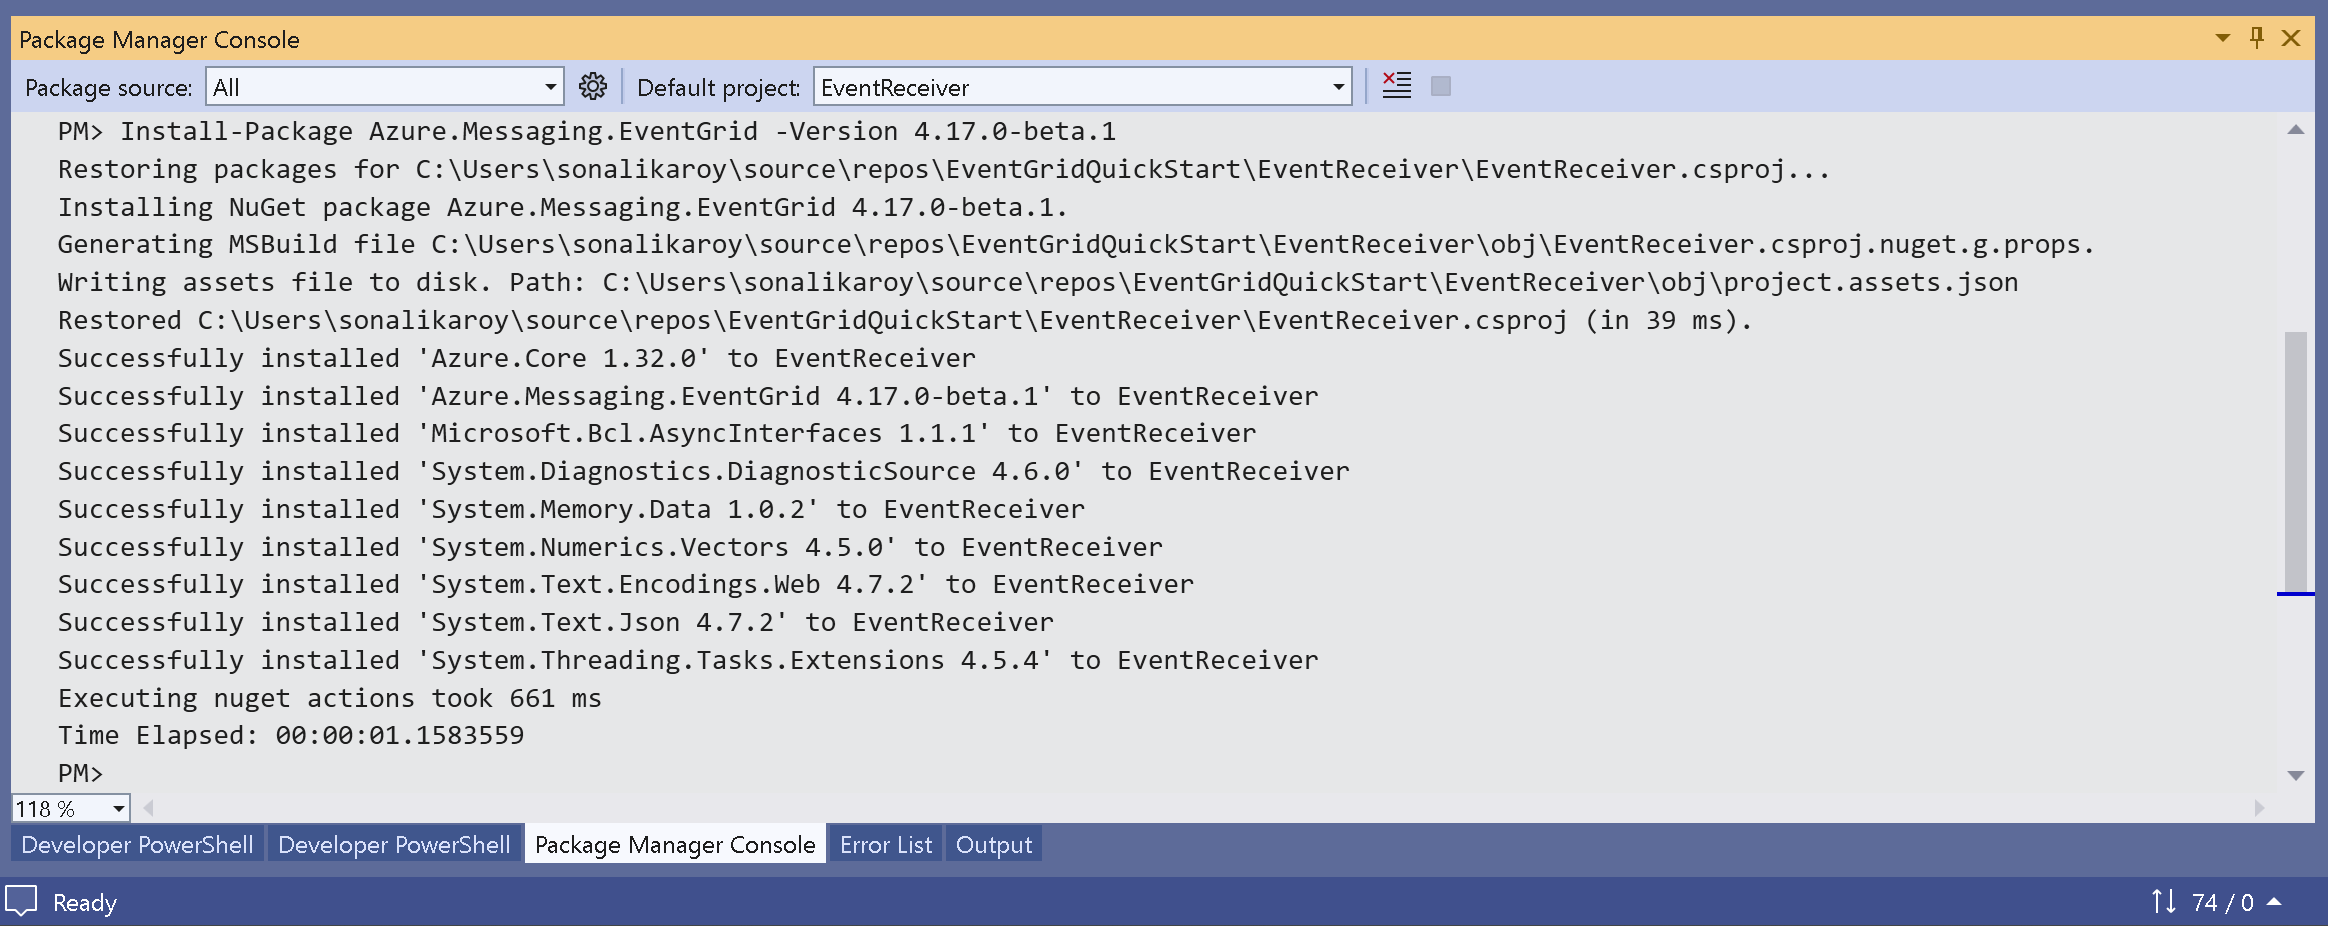 Package Manager Console
Package source: All Default project: EventReceiver
PM> Install-Package Azure.Messaging.EventGrid -Version 4.17.0-beta.1
Restoring packages for C:\Users\sonalikaroy\source\repos\EventGridQuickStart\EventReceiver\EventReceiver.csproj...
Installing NuGet package Azure.Messaging.EventGrid 4.17.0-beta.1.
Generating MSBuild file C:\Users\sonalikaroy\source\repos\EventGridQuickStart\EventReceiver\obj\EventReceiver.csproj.nuget.g.props.
Writing assets file to disk. Path: C:\Users\sonalikaroy\source\repos\EventGridQuickStart\EventReceiver\obj\project.assets.json
Restored C:\Users\sonalikaroy\source\repos\EventGridQuickStart\EventReceiver\EventReceiver.csproj (in 39 ms).
Successfully installed 'Azure.Core 1.32.0' to EventReceiver
Successfully installed 'Azure.Messaging.EventGrid 4.17.0-beta.1' to EventReceiver
Successfully installed 'Microsoft.Bcl.AsyncInterfaces 1.1.1' to EventReceiver
Successfully installed 'System.Diagnostics.DiagnosticSource 4.6.0' to EventReceiver
Successfully installed 'System.Memory.Data 1.0.2' to EventReceiver
Successfully installed 'System.Numerics.Vectors 4.5.0' to EventReceiver
Successfully installed 'System.Text.Encodings.Web 4.7.2' to EventReceiver
Successfully installed 'System.Text.Json 4.7.2' to EventReceiver
Successfully installed 'System.Threading.Tasks.Extensions 4.5.4' to EventReceiver
Executing nuget actions took 661 ms
Time Elapsed: 00:00:01.1583559
PM>
118 %
Developer PowerShell Developer PowerShell Package Manager Console Error List Output
Ready 74 / 0